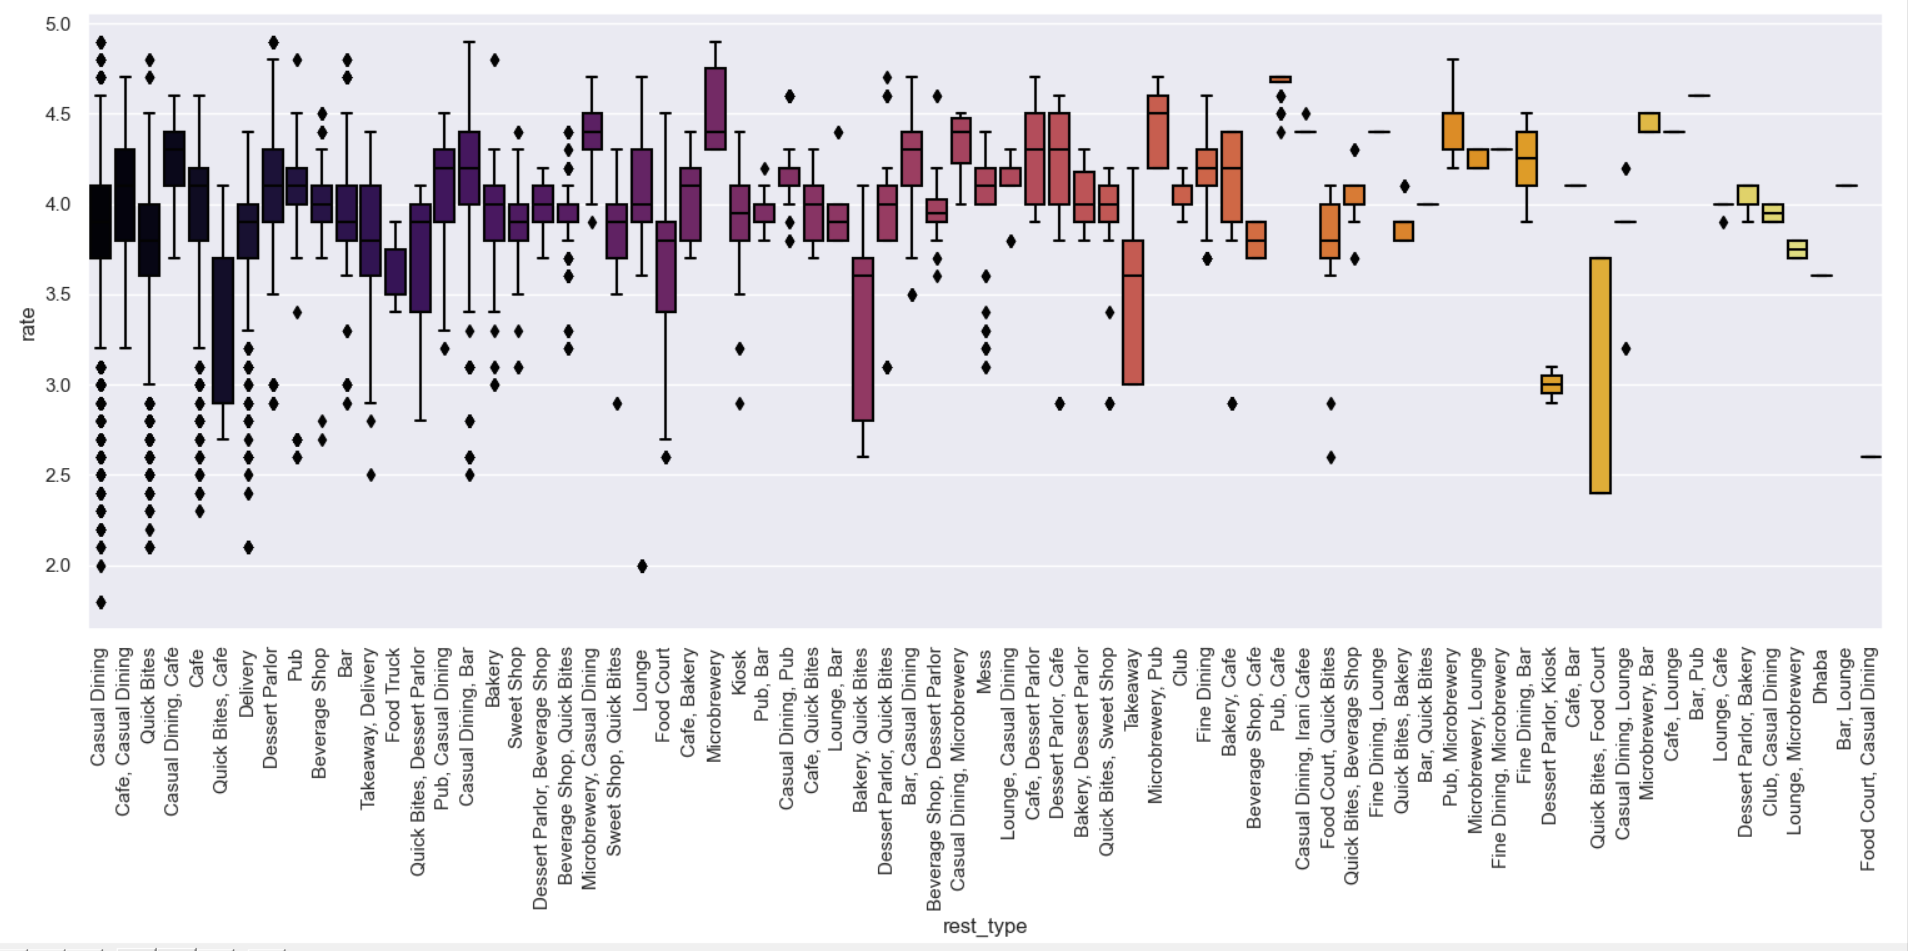 5.0
4.5
4.0
3.5
3.0
2.5
2.0
rate
Casual Dining
Cafe, Casual Dining
Quick Bites
Casual Dining, Cafe
Cafe
Quick Bites, Cafe
Delivery
Dessert Parlor
Pub
Beverage Shop
Bar
Takeaway, Delivery
Food Truck
Quick Bites, Dessert Parlor
Pub, Casual Dining
Casual Dining, Bar
Bakery
Sweet Shop
Dessert Parlor, Beverage Shop
Beverage Shop, Quick Bites
Microbrewery, Casual Dining
Sweet Shop, Quick Bites
Lounge
Food Court
Cafe, Bakery
Microbrewery
Kiosk
Pub, Bar
Casual Dining, Pub
Cafe, Quick Bites
Lounge, Bar
Bakery, Quick Bites
Dessert Parlor, Quick Bites
Bar, Casual Dining
Beverage Shop, Dessert Parlor
Casual Dining, Microbrewery
Mess
Lounge, Casual Dining
Cafe, Dessert Parlor
Dessert Parlor, Cafe
Bakery, Dessert Parlor
Quick Bites, Sweet Shop
Takeaway
Microbrewery, Pub
Club
Fine Dining
Bakery, Cafe
Beverage Shop, Cafe
Pub, Cafe
Casual Dining, Irani Cafee
Food Court, Quick Bites
Quick Bites, Beverage Shop
Fine Dining, Lounge
Quick Bites, Bakery
Bar, Quick Bites
Pub, Microbrewery
Microbrewery, Lounge
Fine Dining, Microbrewery
Fine Dining, Bar
Dessert Parlor, Kiosk
Cafe, Bar
Quick Bites, Food Court
Casual Dining, Lounge
Microbrewery, Bar
Cafe, Lounge
Bar, Pub
Lounge, Cafe
Dessert Parlor, Bakery
Club, Casual Dining
Lounge, Microbrewery
Dhaba
Bar, Lounge
Food Court, Casual Dining
rest_type